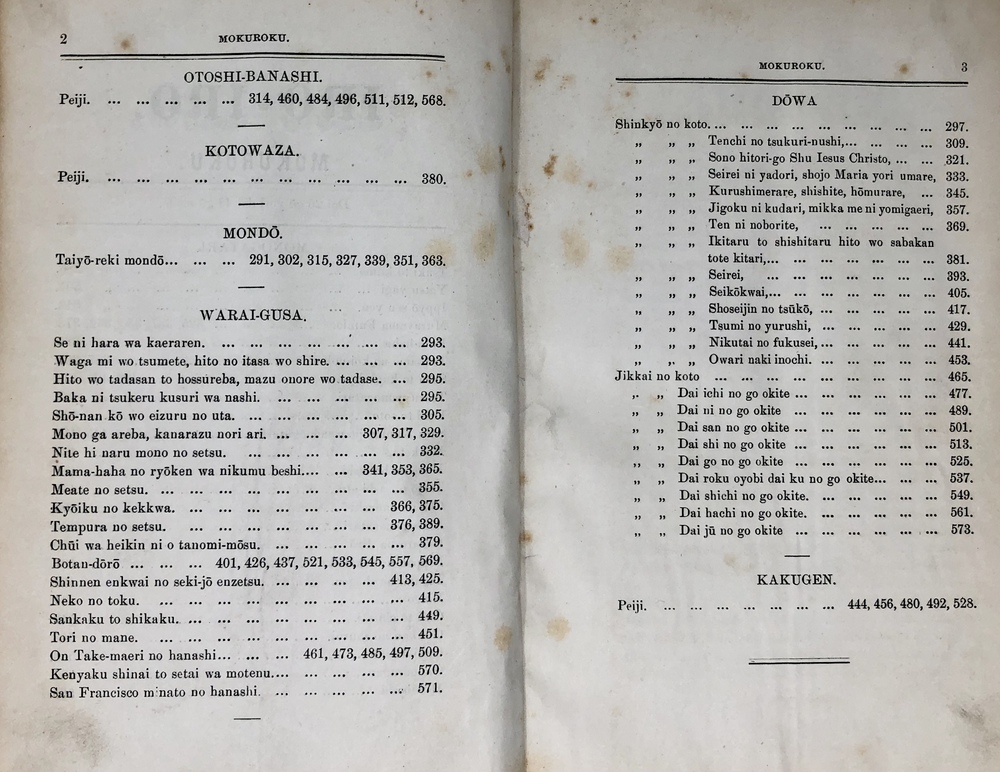 2 MOKUROKU.
OTOSHI-BANASHI.
Peiji. ... ... ... ... ... ... 314, 460, 484, 496, 511, 512, 568.
KOTOWAZA.
Peiji. ... ... ... ... ... ... ... ... ... ... ... ... 380.
MONDŌ.
Taiyō-reki mondō... ... ... 291, 302, 315, 327, 339, 351, 363.
WARAI-GUSA.
Se ni hara wa kaeraren. ... ... ... ... ... ... ... ... 293.
Waga mi wo tsumete, hito no itasa wo shire. ... ... ... 293.
Hito wo tadasan to hossureba, mazu onore wo tadase. ... 295.
Baka ni tsukeru kusuri wa nashi. ... ... ... ... ... ... 295.
Shō-nan kō wo eizuru no uta. ... ... ... ... ... ... ... 305.
Mono ga areba, kanarazu nori ari. ... ... ... ... 307, 317, 329.
Nite hi naru mono no setsu. ... ... ... ... ... ... ... 332.
Mama-haha no ryōken wa nikumu beshi.... ... ... 341, 353, 365.
Meate no setsu. ... ... ... ... ... ... ... ... ... ... 355.
Kyōiku no kekkwa. ... ... ... ... ... ... ... ... 366, 375.
Tempura no setsu. ... ... ... ... ... ... ... ... 376, 389.
Chūi wa heikin ni o tanomi-mōsu. ... ... ... ... ... ... 379.
Botan-dōrō ... ... ... 401, 426, 437, 521, 533, 545, 557, 569.
Shinnen enkwai no seki-jō enzetsu. ... ... ... ... ... 413, 425.
Neko no toku. ... ... ... ... ... ... ... ... ... ... 415.
Sankaku to shikaku. ... ... ... ... ... ... ... ... ... 449.
Tori no mane. ... ... ... ... ... ... ... ... ... ... 451.
On Take-maeri no hanashi... ... ... 461, 473, 485, 497, 509.
Kenyaku shinai to setai wa motenu.... ... ... ... ... ... 570.
San Francisco minato no hanashi. ... ... ... ... ... ... 571.
MOKUROKU. 3
DŌWA
Shinkyō no koto. ... ... ... ... ... ... ... ... ... 297.
„ „ „ Tenchi no tsukuri-nushi,... ... ... ... 309.
„ „ „ Sono hitori-go Shu Iesus Christo, ... ... 321.
„ „ „ Seirei ni yadori, shojo Maria yori umare, 333.
„ „ „ Kurushimerare, shishite, hōmurare, ... 345.
„ „ „ Jigoku ni kudari, mikka me ni yomigaeri, 357.
„ „ „ Ten ni noborite, ... ... ... ... ... 369.
„ „ „ Ikitaru to shishitaru hito wo sabakan
tote kitari,... ... ... ... ... ... ... 381.
„ „ „ Seirei, ... ... ... ... ... ... 393.
„ „ „ Seikōkwai,... ... ... ... ... ... ... 405.
„ „ „ Shoseijin no tsūkō, ... ... ... ... ... 417.
„ „ „ Tsumi no yurushi, ... ... ... ... ... 429.
„ „ „ Nikutai no fukusei, ... ... ... ... ... 441.
„ „ „ Owari naki inochi. ... ... ... ... ... 453.
Jikkai no koto ... ... ... ... ... ... ... ... ... 465.
„ „ Dai ichi no go okite ... ... ... ... ... ... 477.
„ „ Dai ni no go okite ... ... ... ... ... ... 489.
„ „ Dai san no go okite ... ... ... ... ... ... 501.
„ „ Dai shi no go okite ... ... ... ... ... ... 513.
„ „ Dai go no go okite ... ... ... ... ... ... 525.
„ „ Dai roku oyobi dai ku no go okite... ... ... 537.
„ „ Dai shichi no go okite. ... ... ... ... ... 549.
„ „ Dai hachi no go okite. ... ... ... ... ... 561.
„ „ Dai jū no go okite ... ... ... ... ... ... 573.
KAKUGEN.
Peiji. ... ... ... ... ... ... ... 444, 456, 480, 492, 528.